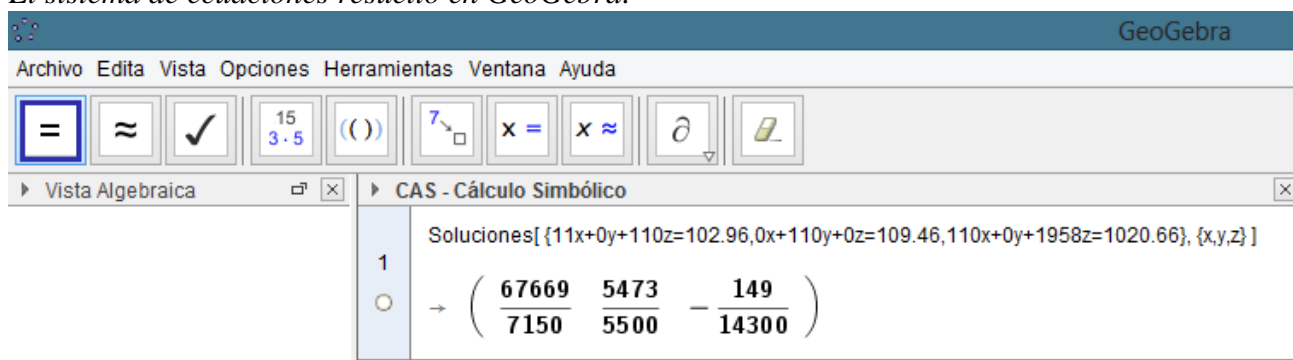 El sistema de ecuaciones resuelto en GeoGebra:
GeoGebra
Archivo Edita Vista Opciones Herramientas Ventana Ayuda
= ≈ ✓ 15 3·5 (()) 7 x = x ≈ ∂
Vista Algebraica CAS - Cálculo Simbólico
Soluciones[ {11x+0y+110z=102.96,0x+110y+0z=109.46,110x+0y+1958z=1020.66}, {x,y,z} ]
1
→ ( 67669/7150 5473/5500 − 149/14300 )